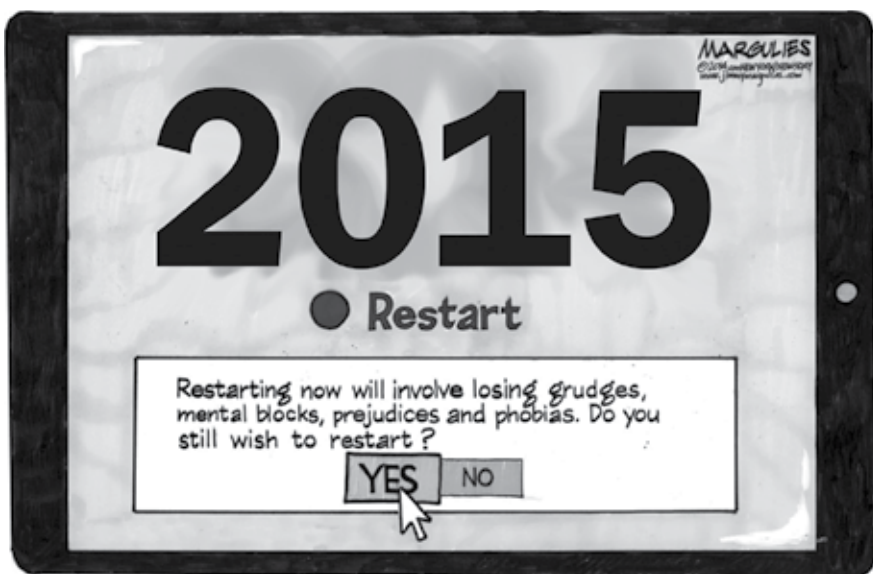 MARGULIES
2015
Restart
Restarting now will involve losing grudges,
mental blocks, prejudices and phobias. Do you
still wish to restart?
YES NO